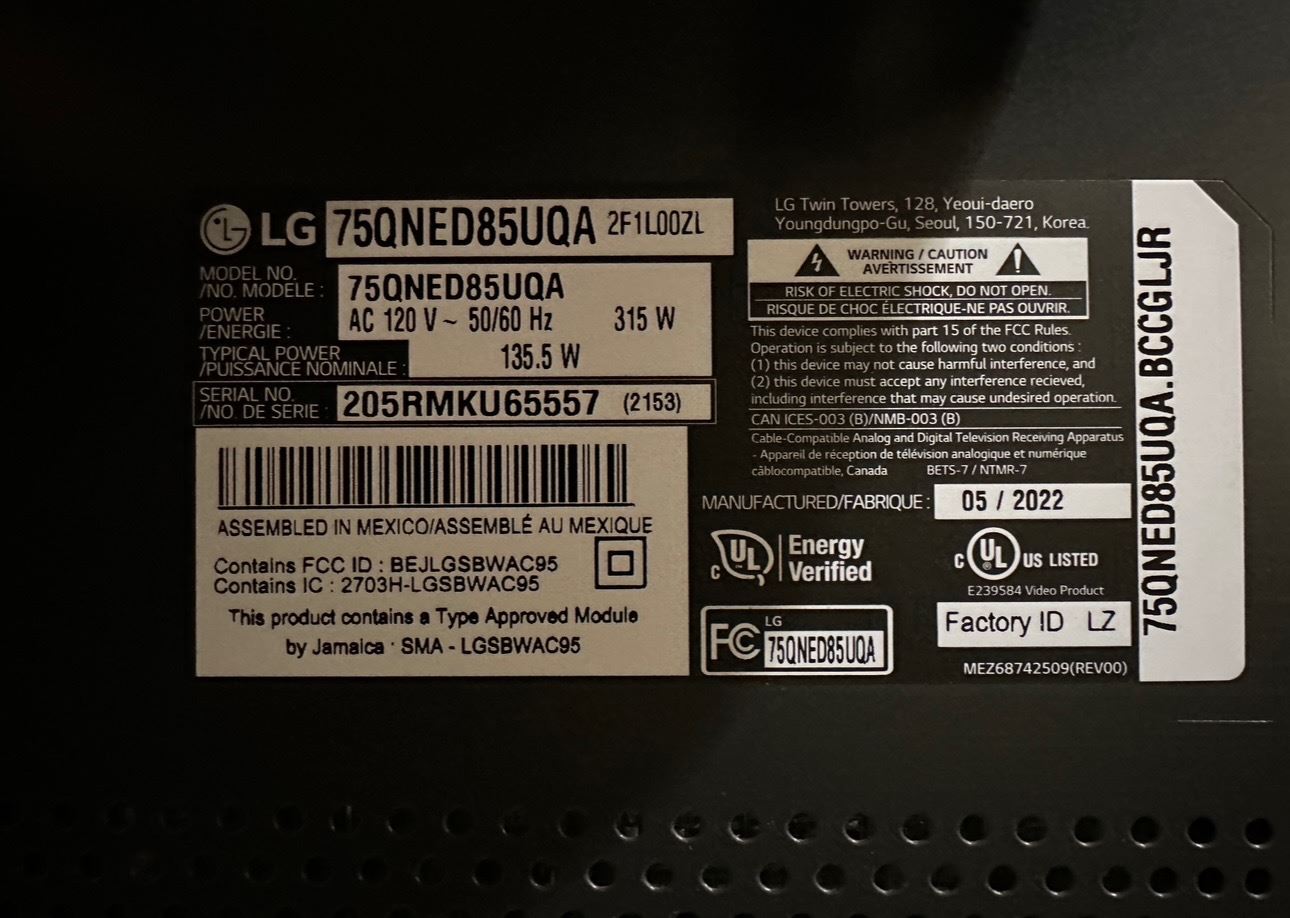 LG 75QNED85UQA 2F1L00ZL
MODEL NO.
/NO. MODÈLE : 75QNED85UQA
POWER
/ÉNERGIE : AC 120 V ~ 50/60 Hz 315 W
TYPICAL POWER
/PUISSANCE NOMINALE : 135.5 W
SERIAL NO.
/NO. DE SÉRIE : 205RMKU65557 (2153)
ASSEMBLED IN MEXICO/ASSEMBLÉ AU MEXIQUE
Contains FCC ID : BEJLGSBWAC95
Contains IC : 2703H-LGSBWAC95
This product contains a Type Approved Module
by Jamaica : SMA - LGSBWAC95
LG Twin Towers, 128, Yeoui-daero
Youngdungpo-Gu, Seoul, 150-721, Korea.
WARNING / CAUTION
AVERTISSEMENT
RISK OF ELECTRIC SHOCK, DO NOT OPEN.
RISQUE DE CHOC ÉLECTRIQUE-NE PAS OUVRIR.
This device complies with part 15 of the FCC Rules.
Operation is subject to the following two conditions :
(1) this device may not cause harmful interference, and
(2) this device must accept any interference recieved,
including interference that may cause undesired operation.
CAN ICES-003 (B)/NMB-003 (B)
Cable-Compatible Analog and Digital Television Receiving Apparatus
- Appareil de réception de télévision analogique et numérique
câblocompatible, Canada BETS-7 / NTMR-7
MANUFACTURED/FABRIQUÉ : 05 / 2022
c UL Energy
Verified
c UL US LISTED
E239584 Video Product
FC LG
75QNED85UQA
Factory ID LZ
MEZ68742509(REV00)
75QNED85UQA.BCCGLJR